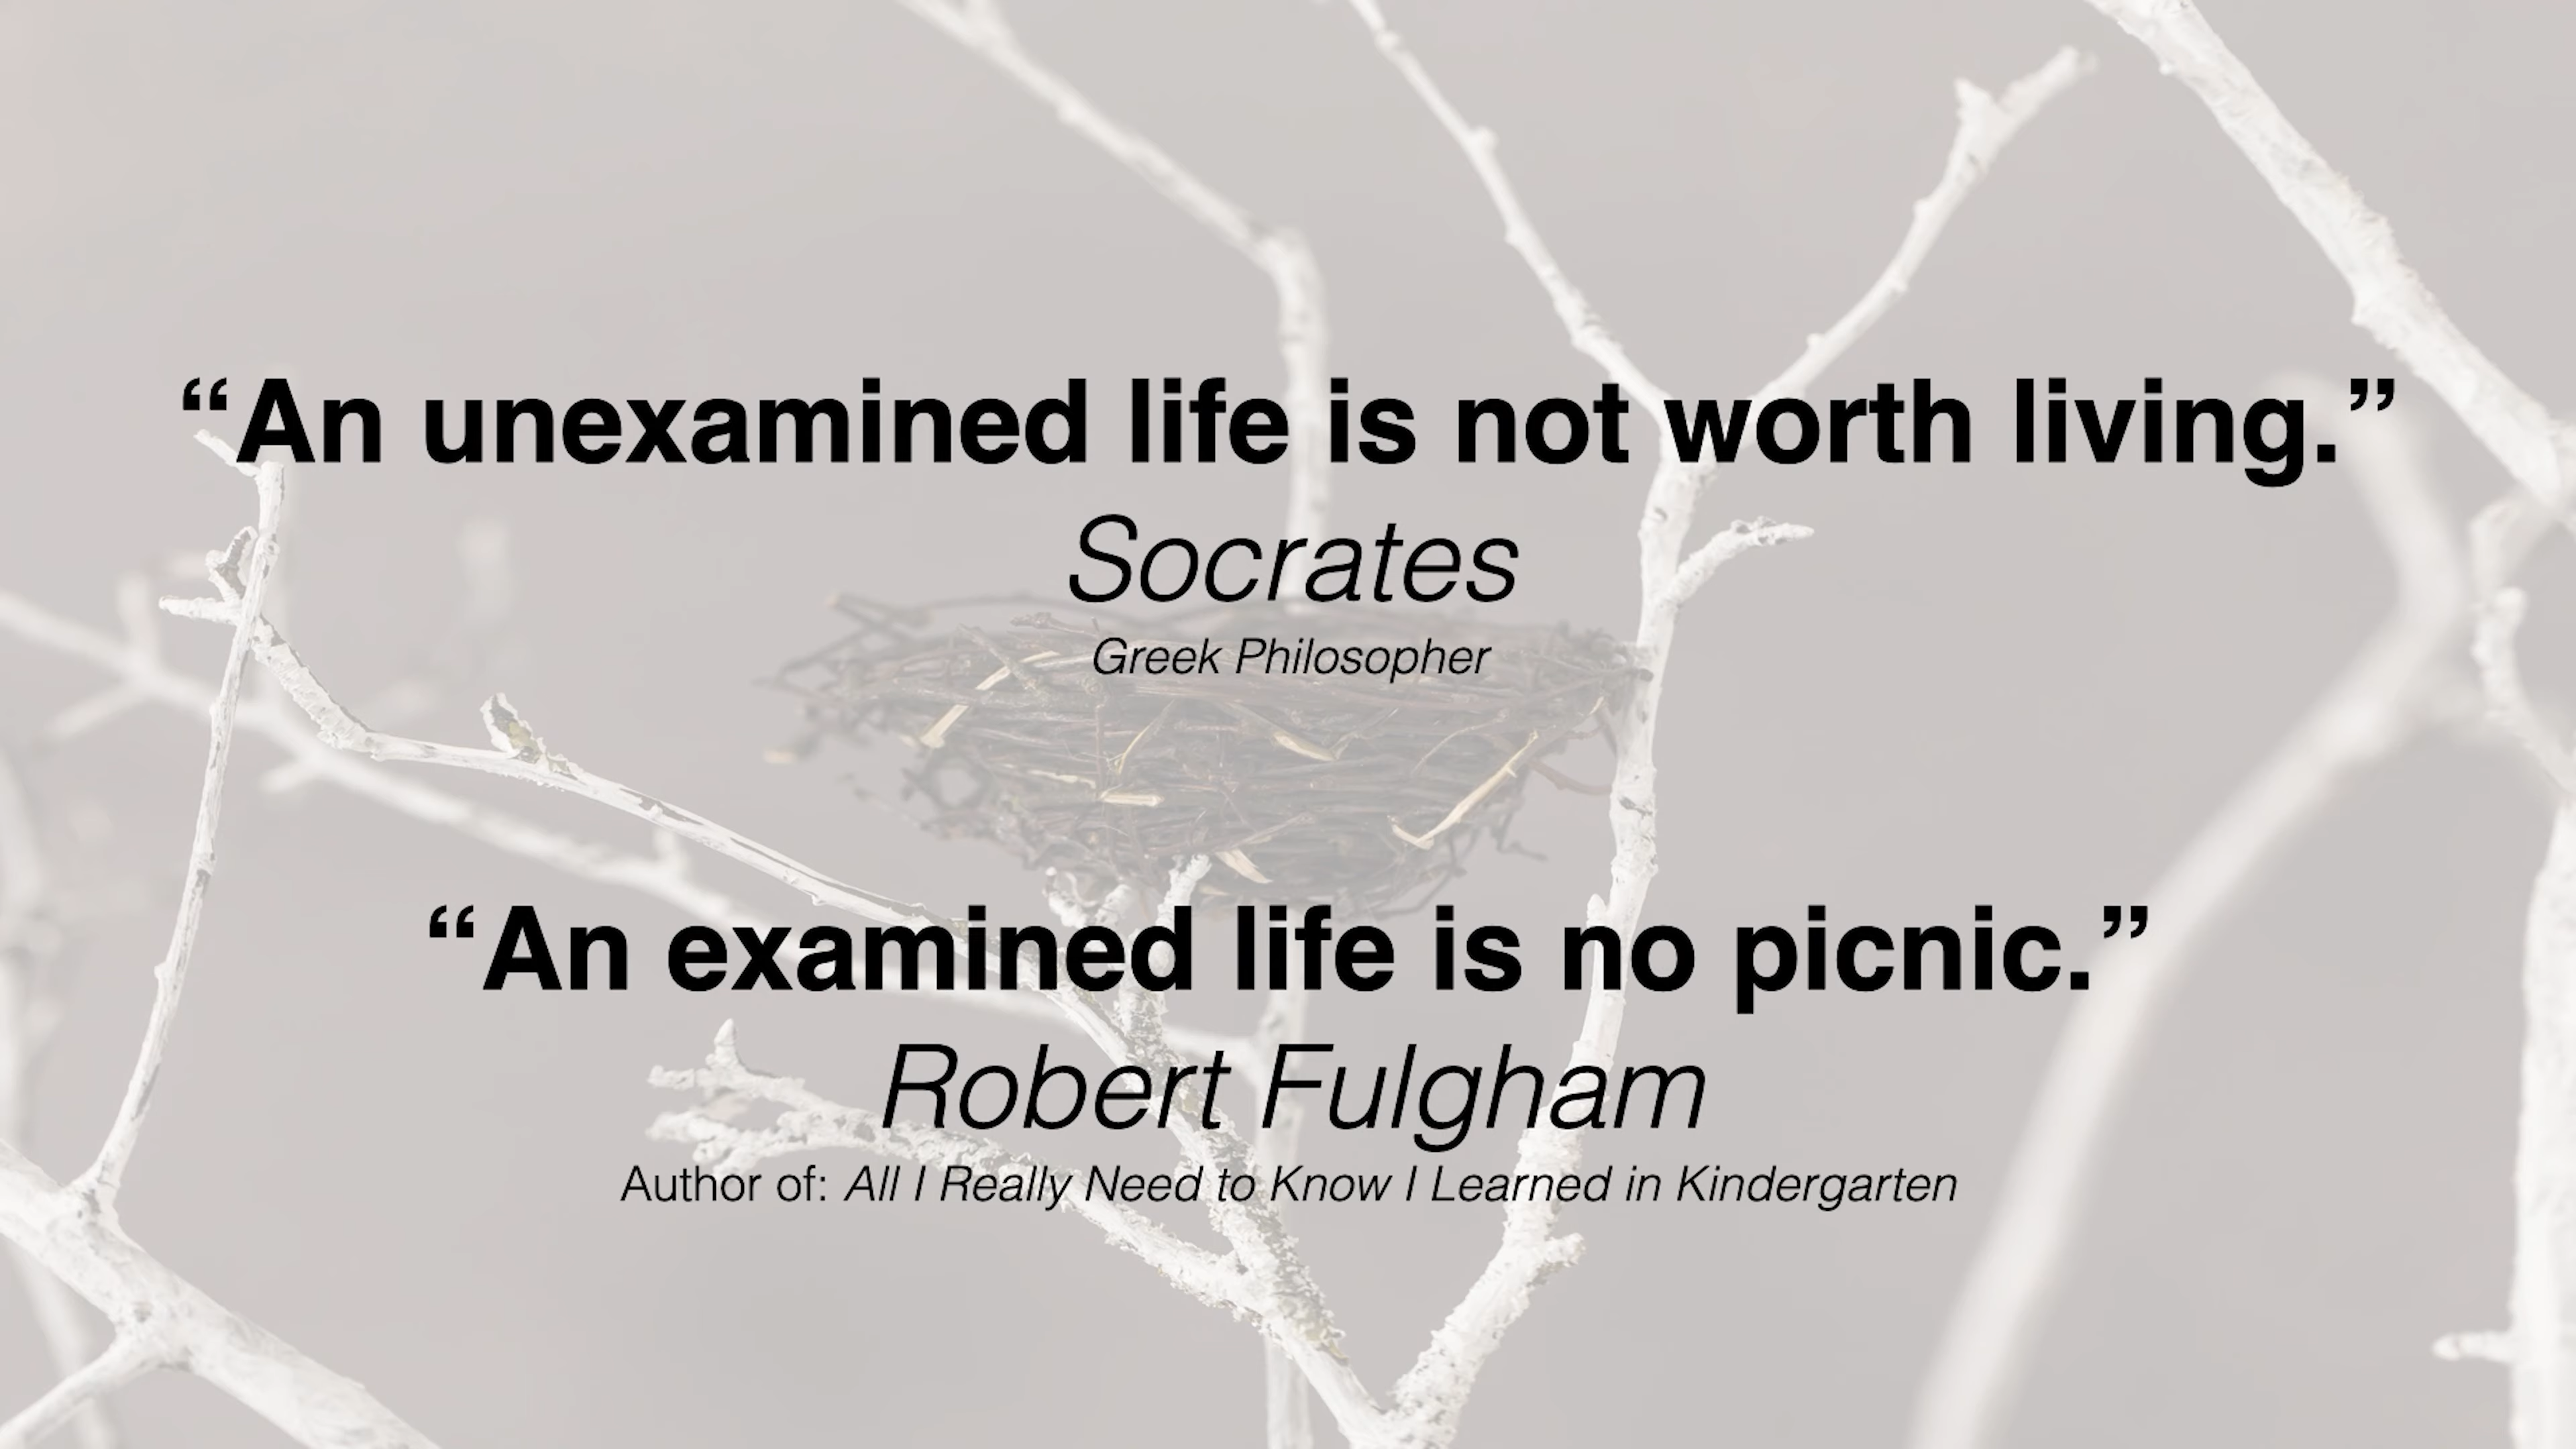 “An unexamined life is not worth living.”
Socrates
Greek Philosopher
“An examined life is no picnic.”
Robert Fulgham
Author of: All I Really Need to Know I Learned in Kindergarten